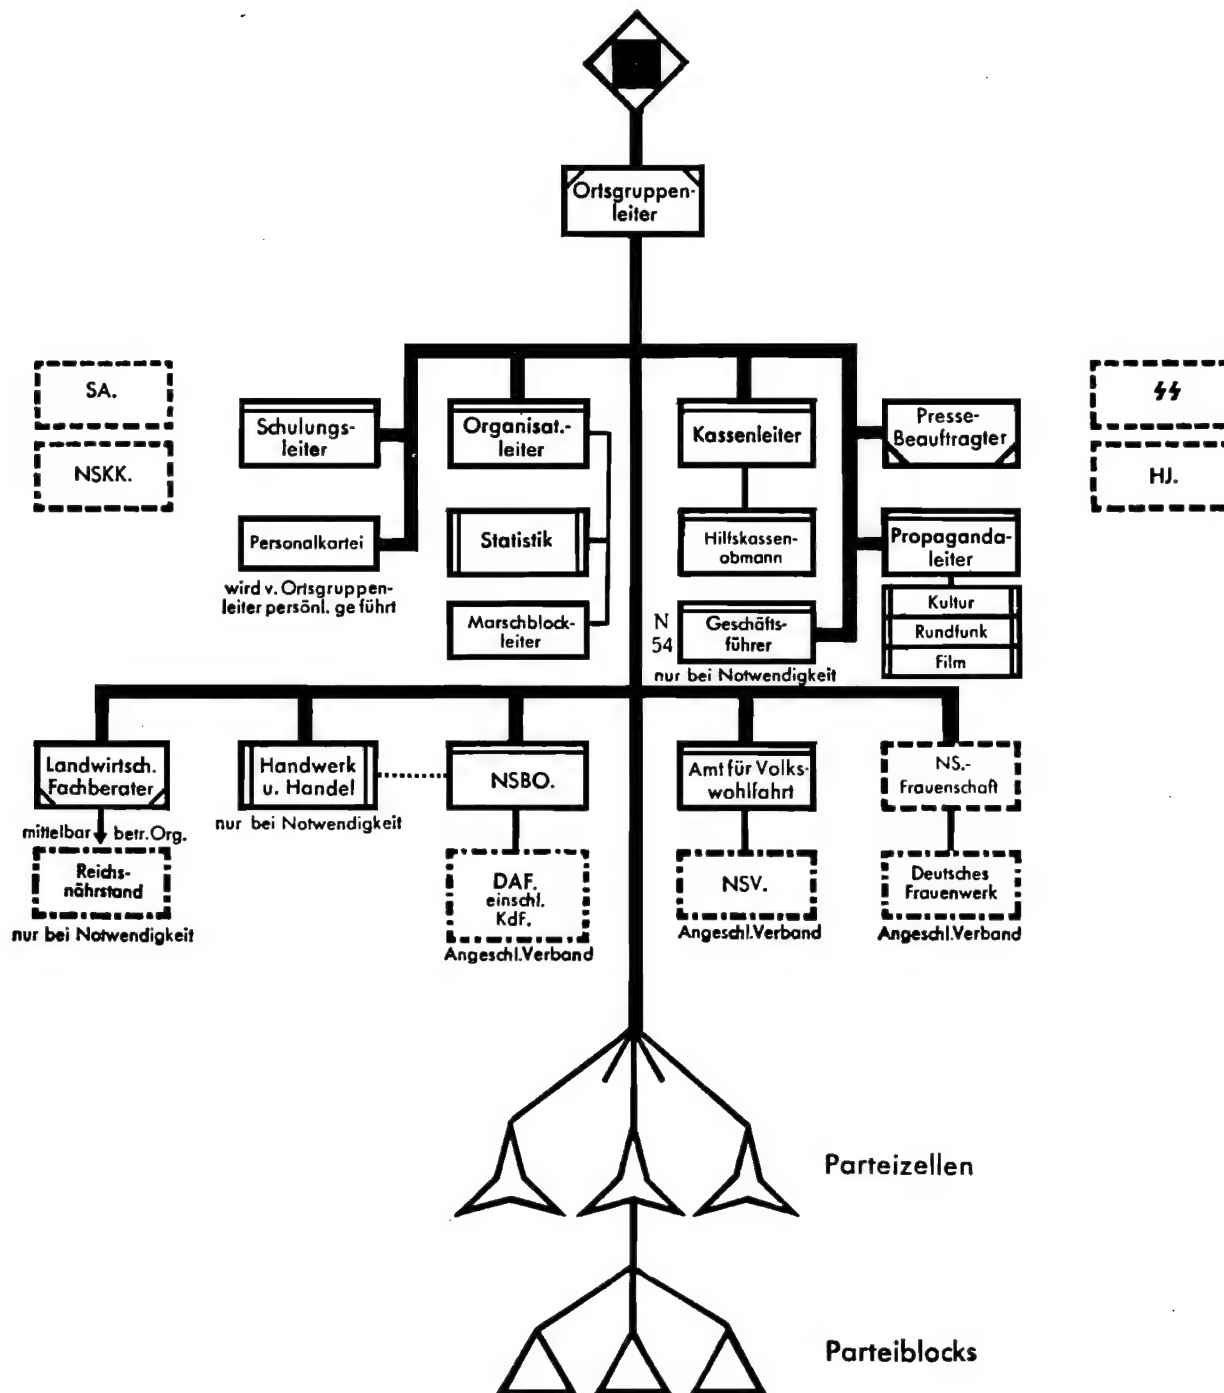 Ortsgruppen-
leiter
SA.
NSKK.
Schulungs-
leiter
Organisat.-
leiter
Kassenleiter
Presse-
Beauftragter
ϟϟ
HJ.
Personalkartei
wird v. Ortsgruppen-
leiter persönl. geführt
Statistik
Hilfskassen-
obmann
Propaganda-
leiter
Kultur
Rundfunk
Film
Marschblock-
leiter
N
54
Geschäfts-
führer
nur bei Notwendigkeit
Landwirtsch.
Fachberater
mittelbar betr. Org.
Reichs-
nährstand
nur bei Notwendigkeit
Handwerk
u. Handel
nur bei Notwendigkeit
NSBO.
DAF.
einschl.
KdF.
Angeschl. Verband
Amt für Volks-
wohlfahrt
NSV.
Angeschl. Verband
NS.-
Frauenschaft
Deutsches
Frauenwerk
Angeschl. Verband
Parteizellen
Parteiblocks